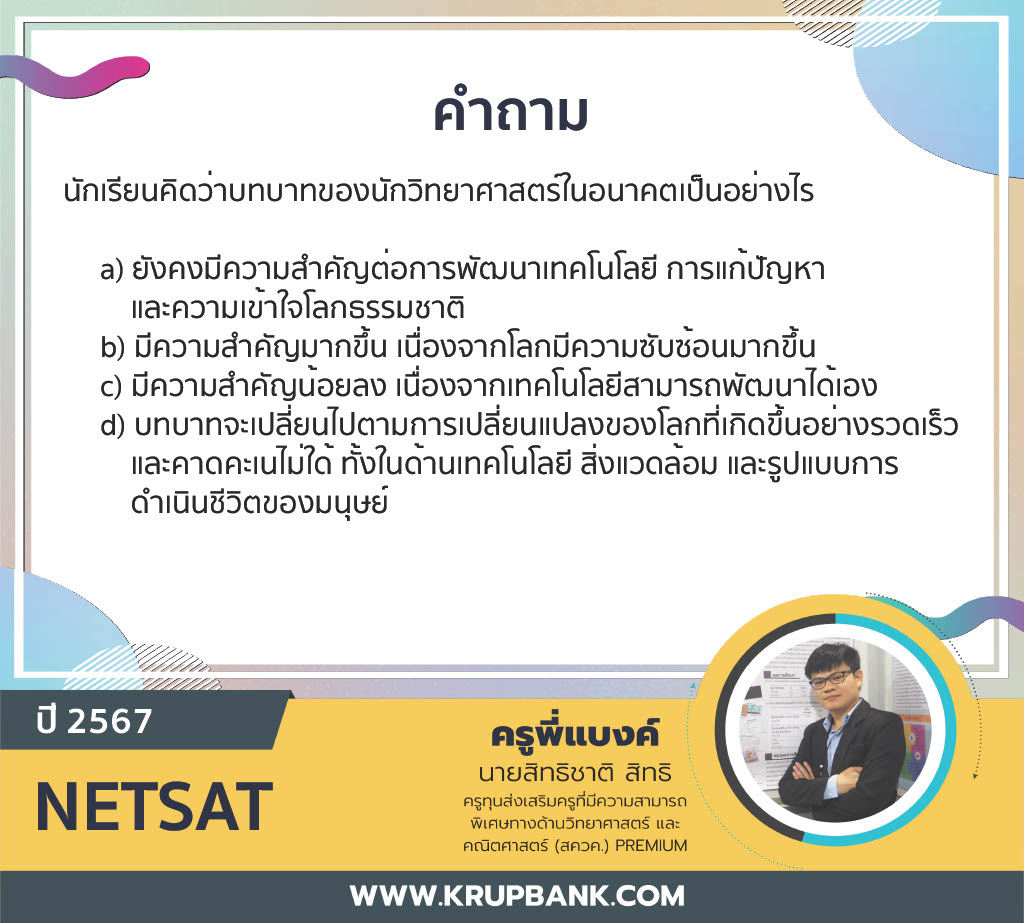 คำถาม
นักเรียนคิดว่าบทบาทของนักวิทยาศาสตร์ในอนาคตเป็นอย่างไร
a) ยังคงมีความสำคัญต่อการพัฒนาเทคโนโลยี การแก้ปัญหา
และความเข้าใจโลกธรรมชาติ
b) มีความสำคัญมากขึ้น เนื่องจากโลกมีความซับซ้อนมากขึ้น
c) มีความสำคัญน้อยลง เนื่องจากเทคโนโลยีสามารถพัฒนาได้เอง
d) บทบาทจะเปลี่ยนไปตามการเปลี่ยนแปลงของโลกที่เกิดขึ้นอย่างรวดเร็ว
และคาดคะเนไม่ใด้ ทั้งในด้านเทคโนโลยี สิ่งแวดล้อม และรูปแบบการ
ดำเนินชีวิตของมนุษย์
ปี 2567
NETSAT
ครูพี่แบงค์
นายสิทธิชาติ สิทธิ
ครูทุนส่งเสริมครูที่มีความสามารถ
พิเศษทางด้านวิทยาศาสตร์ และ
คณิตศาสตร์ (สควค.) PREMIUM
WWW.KRUPBANK.COM